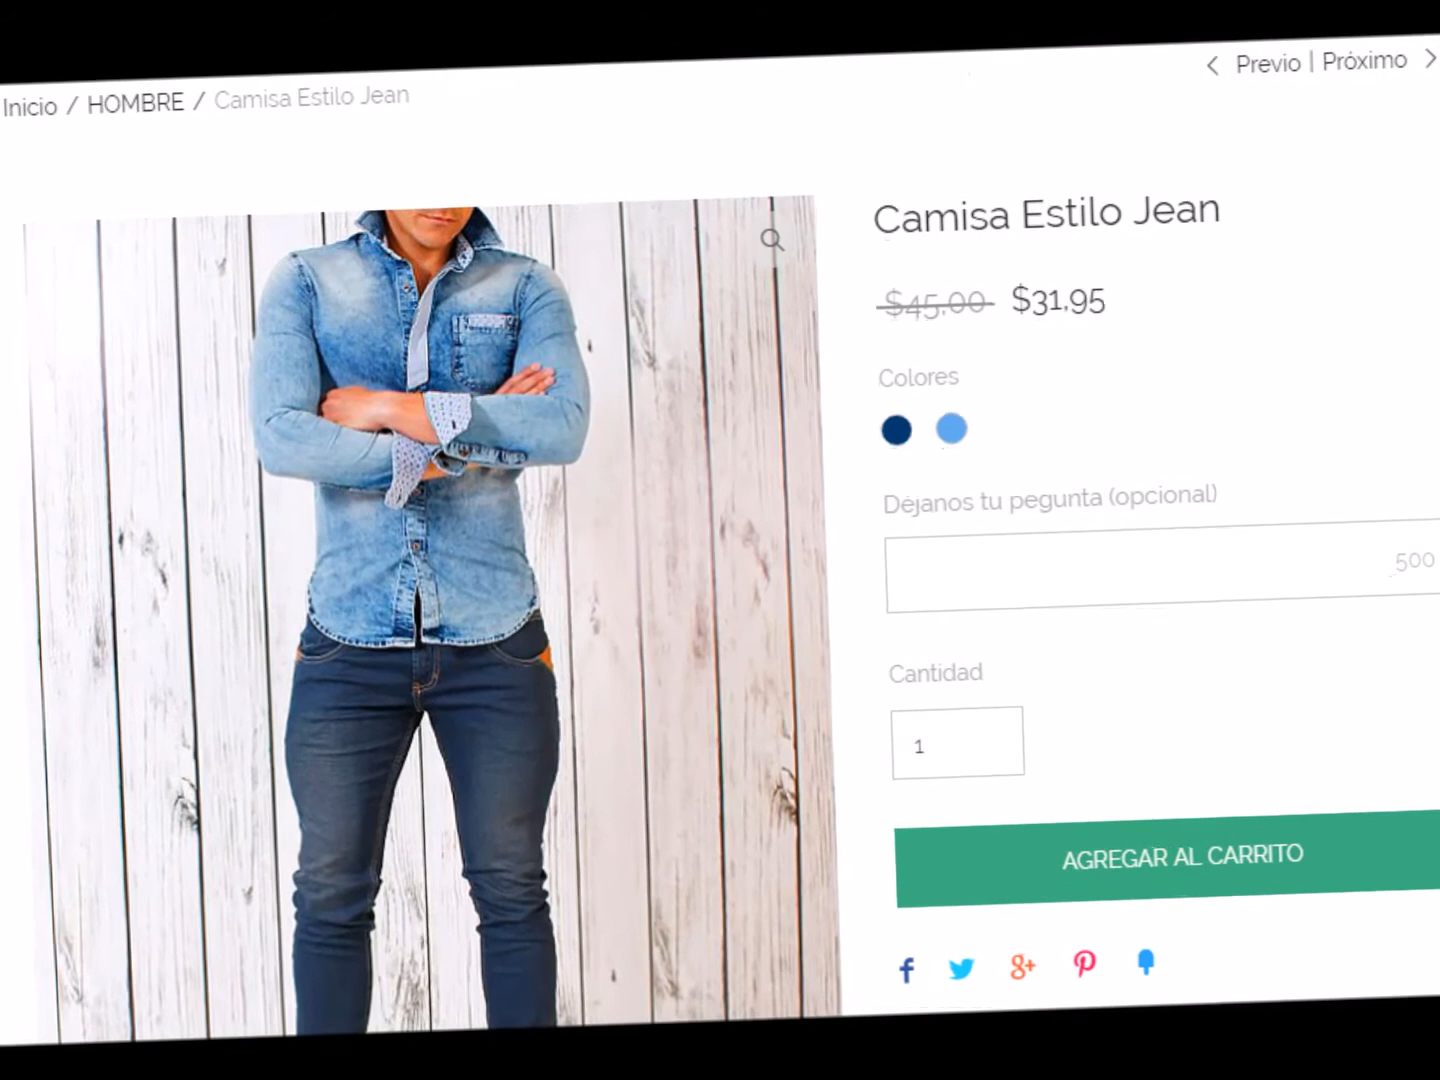 Previo | Próximo
Inicio / HOMBRE / Camisa Estilo Jean
Camisa Estilo Jean
$45,00 $31,95
Colores
Déjanos tu pegunta (opcional)
500
Cantidad
1
AGREGAR AL CARRITO